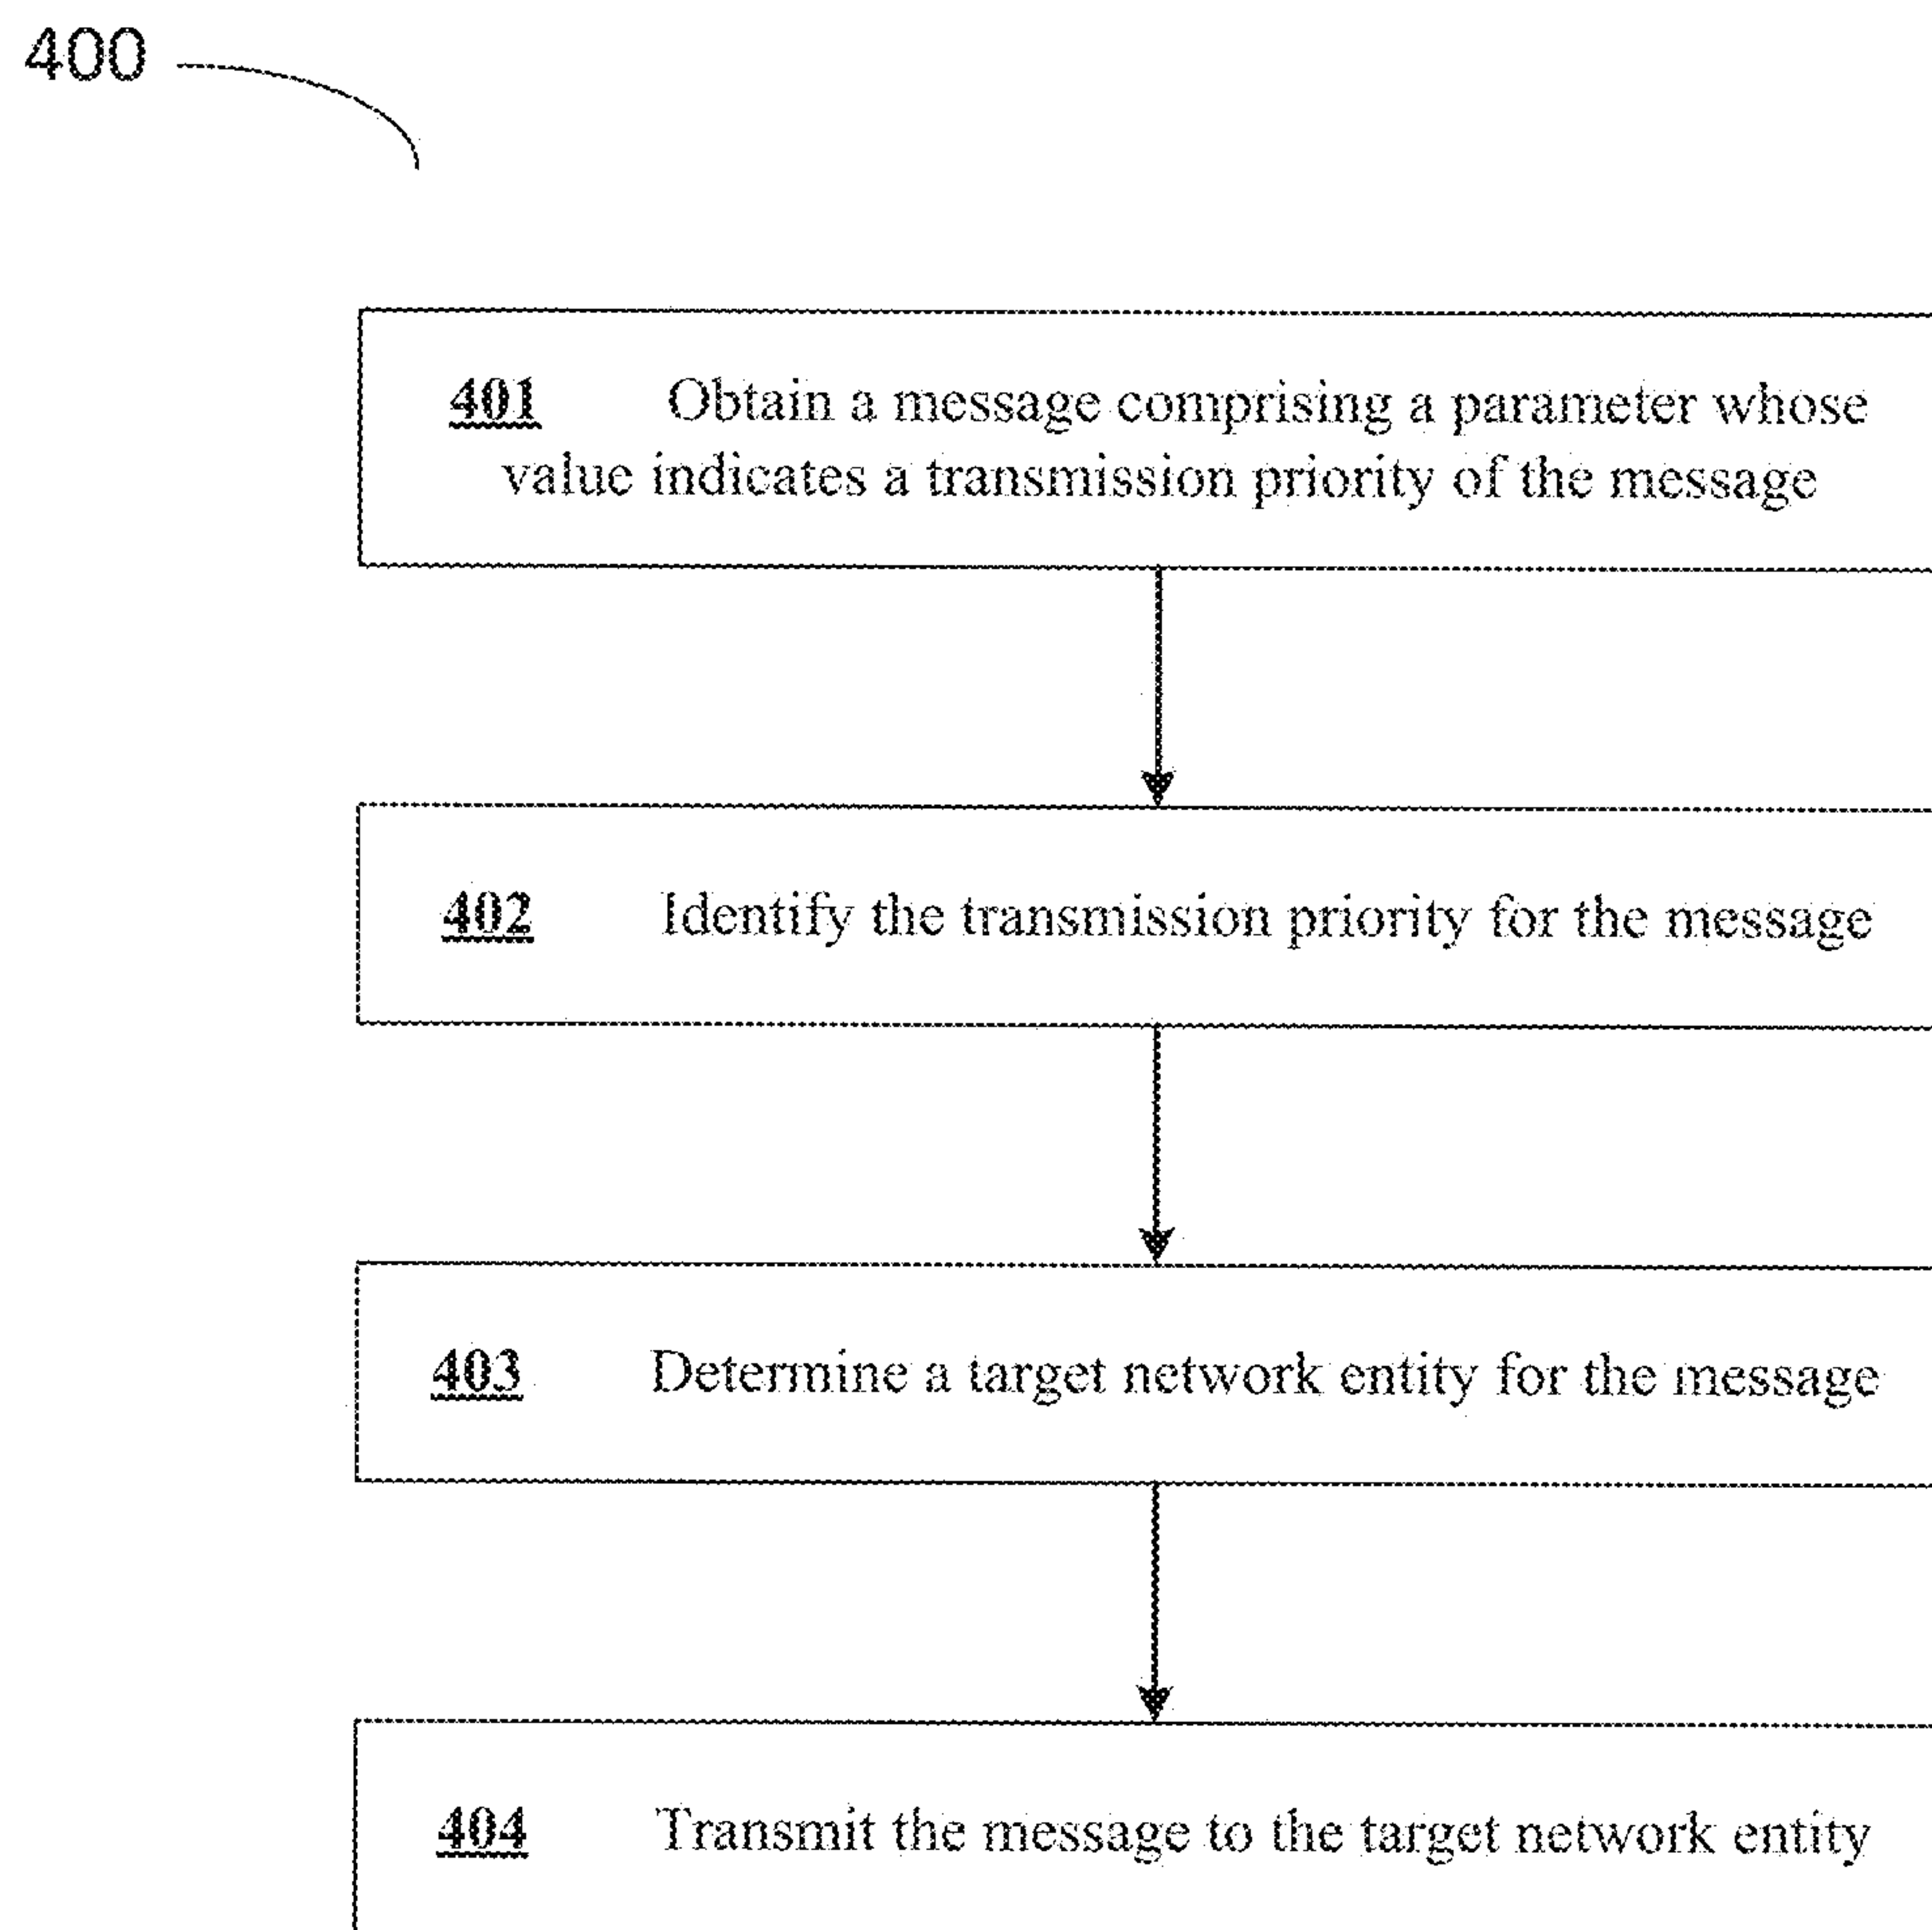 400
401 Obtain a message comprising a parameter whose
value indicates a transmission priority of the message
402 Identify the transmission priority for the message
403 Determine a target network entity for the message
404 Transmit the message to the target network entity